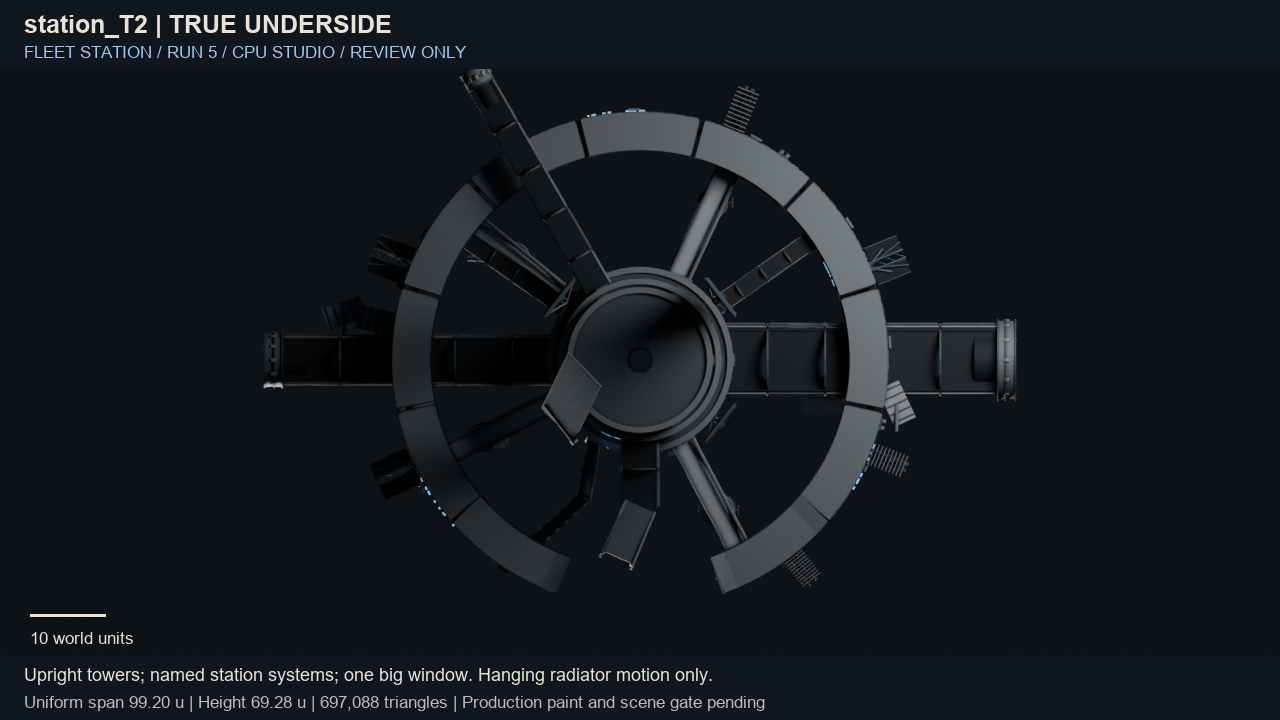 station_T2 | TRUE UNDERSIDE
FLEET STATION / RUN 5 / CPU STUDIO / REVIEW ONLY
10 world units
Upright towers; named station systems; one big window. Hanging radiator motion only.
Uniform span 99.20 u | Height 69.28 u | 697,088 triangles | Production paint and scene gate pending